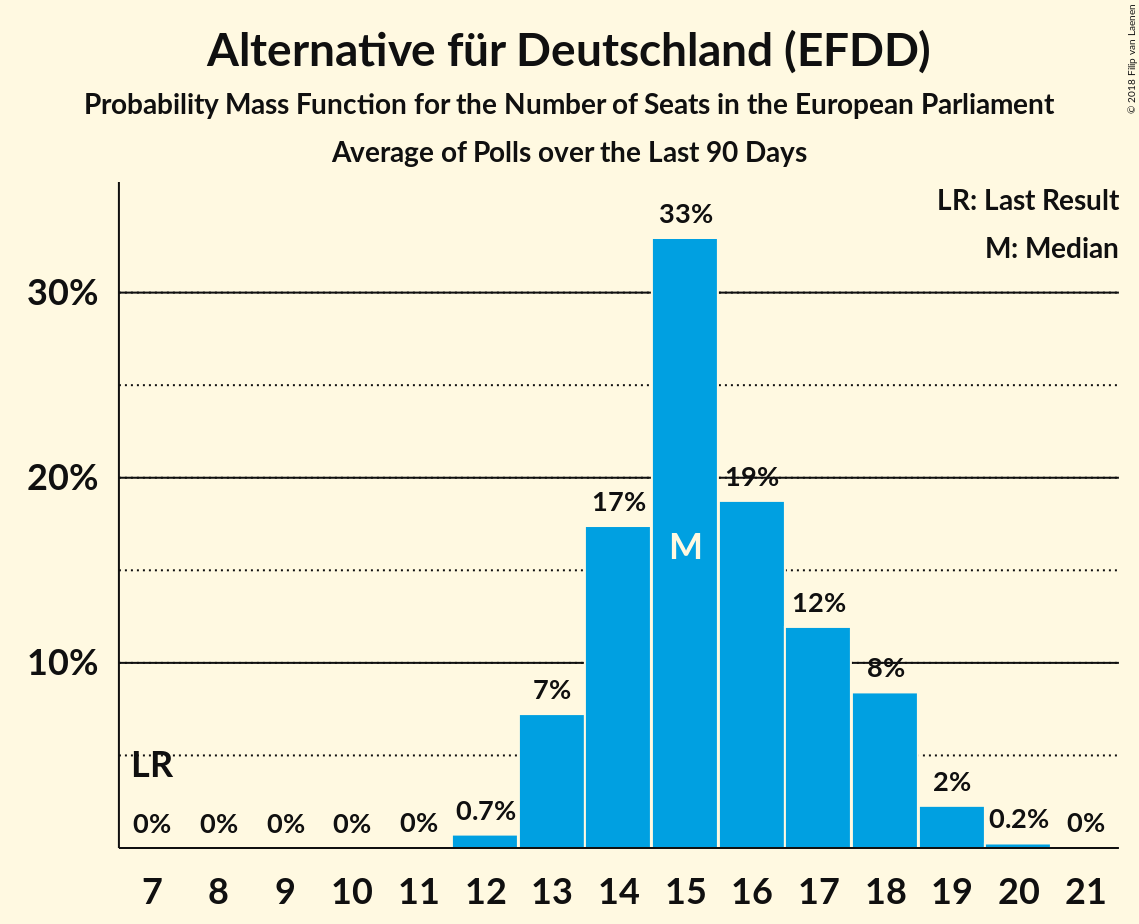 Alternative für Deutschland (EFDD)
Probability Mass Function for the Number of Seats in the European Parliament
Average of Polls over the Last 90 Days
© 2018 Filip van Laenen
LR: Last Result
M: Median
33%
30%
20%
19%
17%
M
12%
10%
8%
7%
LR
2%
0% 0% 0% 0% 0% 0.7% 0.2% 0%
7 8 9 10 11 12 13 14 15 16 17 18 19 20 21